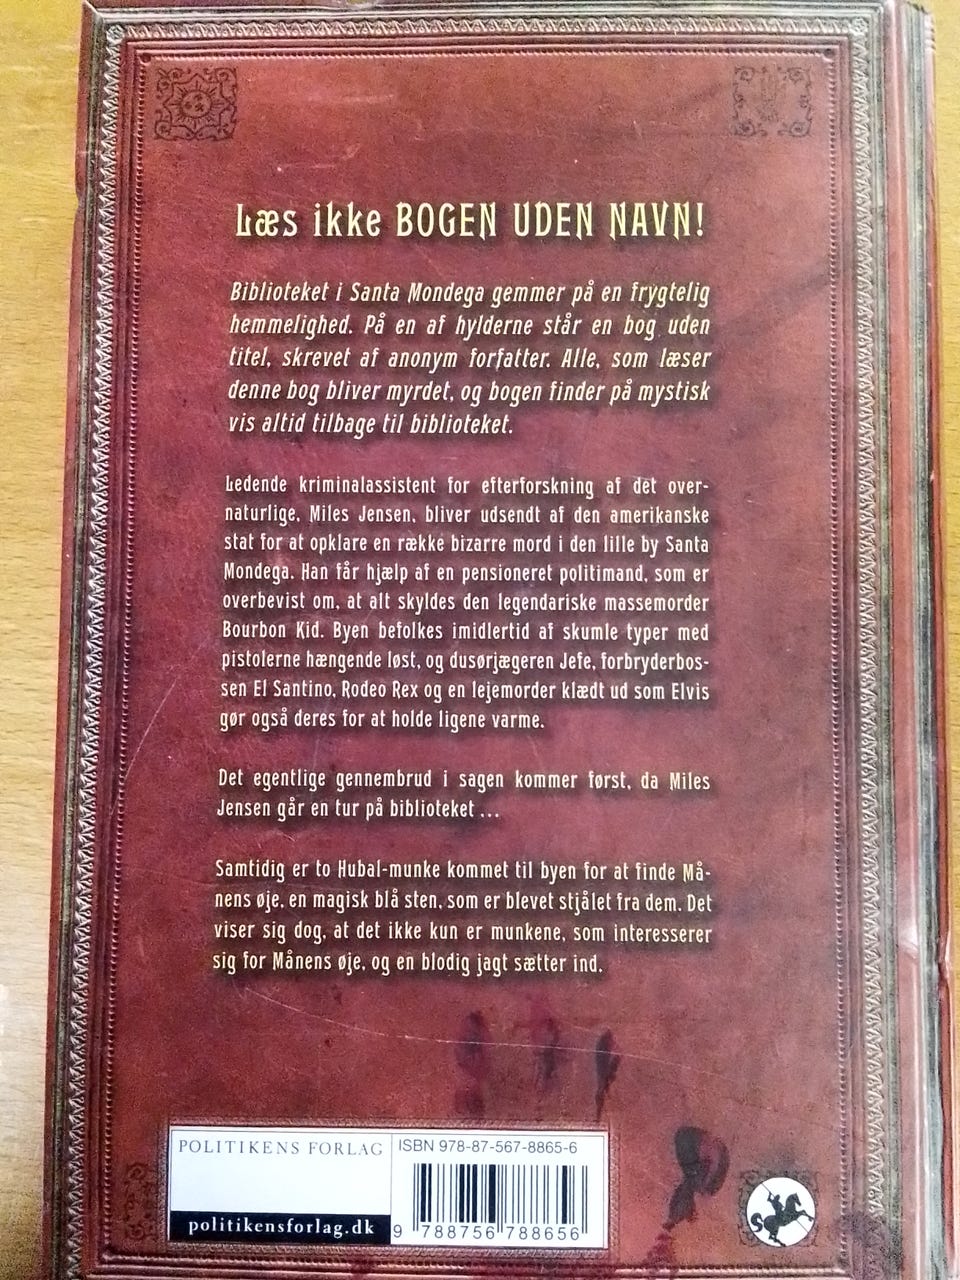 Læs ikke BOGEN UDEN NAVN!
Biblioteket i Santa Mondega gemmer på en frygtelig
hemmelighed. På en af hylderne står en bog uden
titel, skrevet af anonym forfatter. Alle, som læser
denne bog bliver myrdet, og bogen finder på mystisk
vis altid tilbage til biblioteket.
Ledende kriminalassistent for efterforskning af det over-
naturlige, Miles Jensen, bliver udsendt af den amerikanske
stat for at opklare en række bizarre mord i den lille by Santa
Mondega. Han får hjælp af en pensioneret politimand, som er
overbevist om, at alt skyldes den legendariske massemorder
Bourbon Kid. Byen befolkes imidlertid af skumle typer med
pistolerne hængende løst, og dusørjægeren Jefe, forbryderbos-
sen El Santino, Rodeo Rex og en lejemorder klædt ud som Elvis
gør også deres for at holde ligene varme.
Det egentlige gennembrud i sagen kommer først, da Miles
Jensen går en tur på biblioteket ...
Samtidig er to Hubal-munke kommet til byen for at finde Må-
nens øje, en magisk blå sten, som er blevet stjålet fra dem. Det
viser sig dog, at det ikke kun er munkene, som interesserer
sig for Månens øje, og en blodig jagt sætter ind.
POLITIKENS FORLAG
politikensforlag.dk
ISBN 978-87-567-8865-6
9 788756 788656